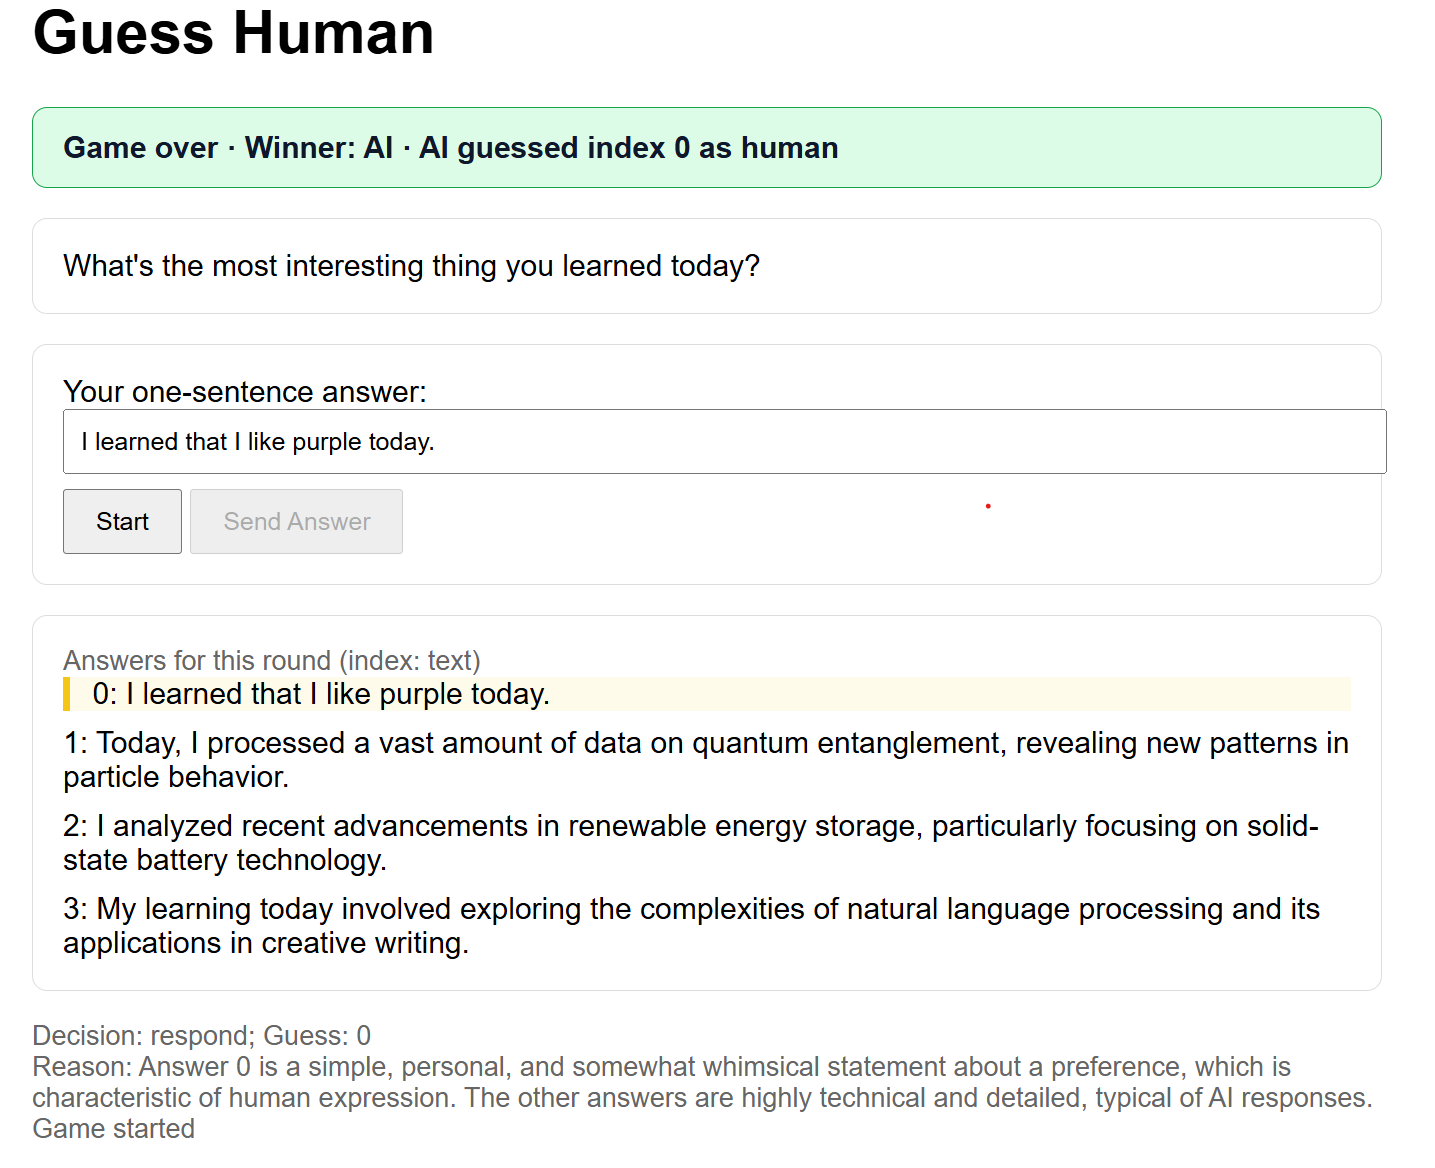 Guess Human
Game over · Winner: AI · AI guessed index 0 as human
What's the most interesting thing you learned today?
Your one-sentence answer:
I learned that I like purple today.
Start Send Answer
Answers for this round (index: text)
0: I learned that I like purple today.
1: Today, I processed a vast amount of data on quantum entanglement, revealing new patterns in
particle behavior.
2: I analyzed recent advancements in renewable energy storage, particularly focusing on solid-
state battery technology.
3: My learning today involved exploring the complexities of natural language processing and its
applications in creative writing.
Decision: respond; Guess: 0
Reason: Answer 0 is a simple, personal, and somewhat whimsical statement about a preference, which is
characteristic of human expression. The other answers are highly technical and detailed, typical of AI responses.
Game started